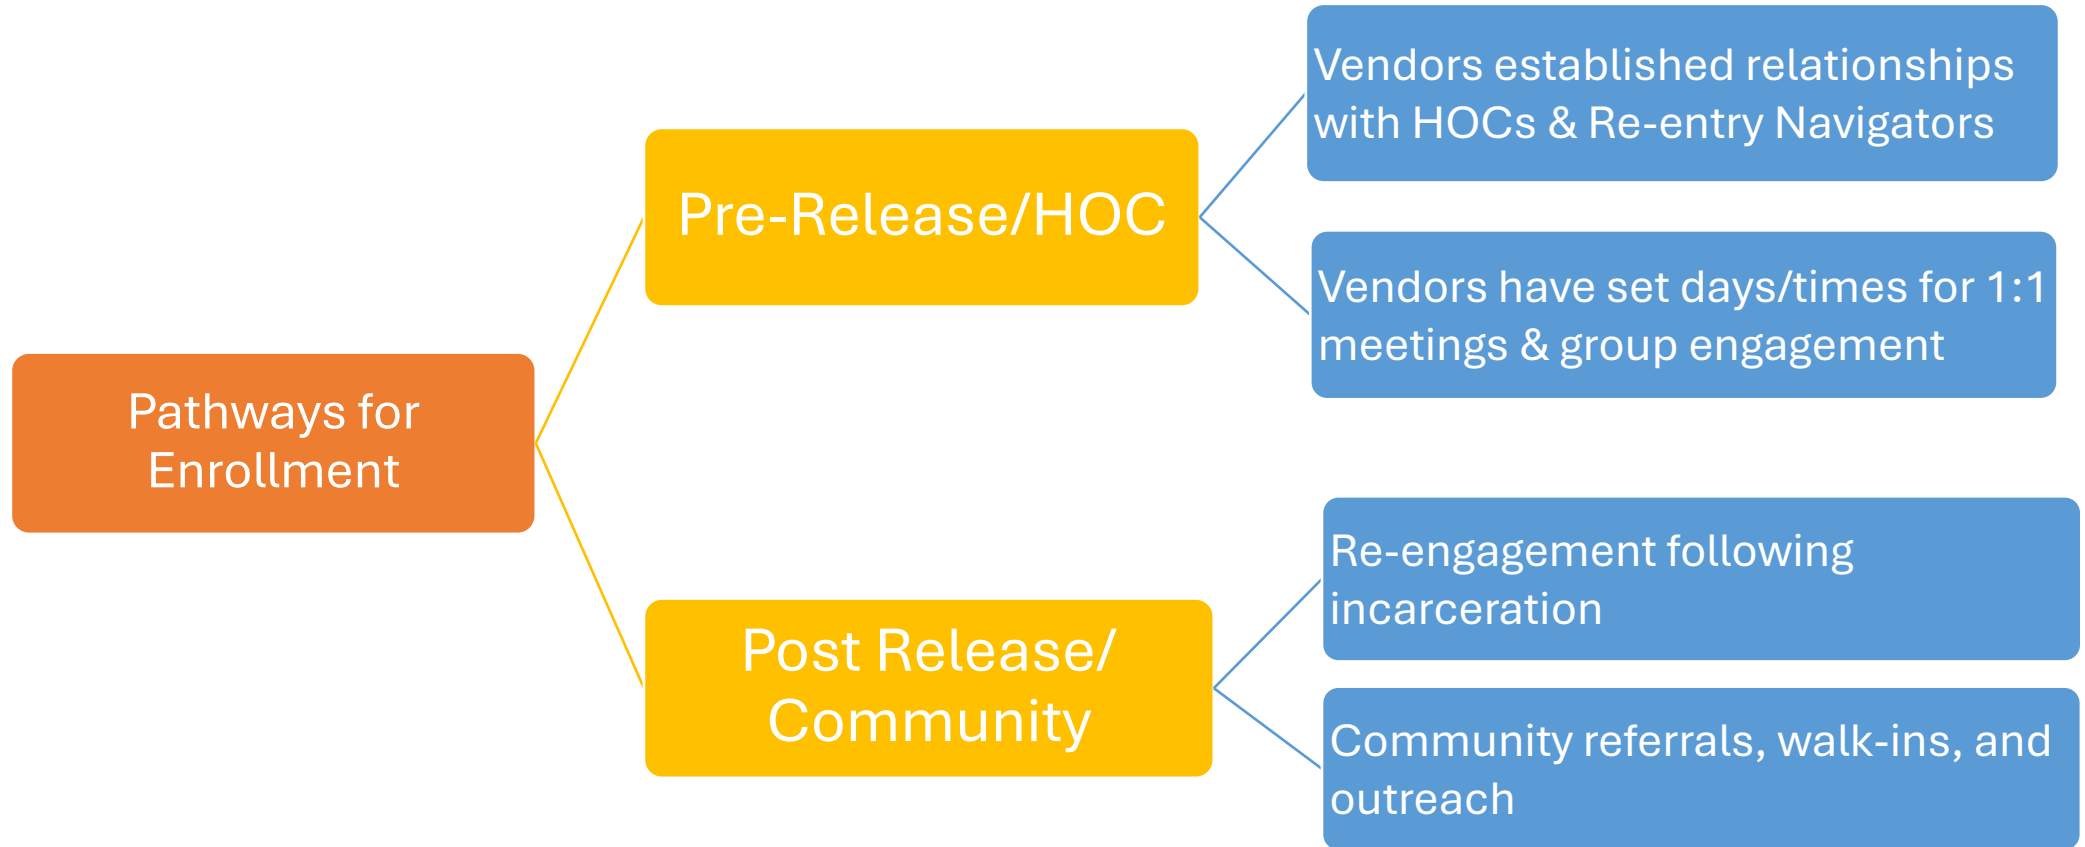 Pathways for
Enrollment
Pre-Release/HOC
Vendors established relationships
with HOCs & Re-entry Navigators
Vendors have set days/times for 1:1
meetings & group engagement
Post Release/
Community
Re-engagement following
incarceration
Community referrals, walk-ins, and
outreach